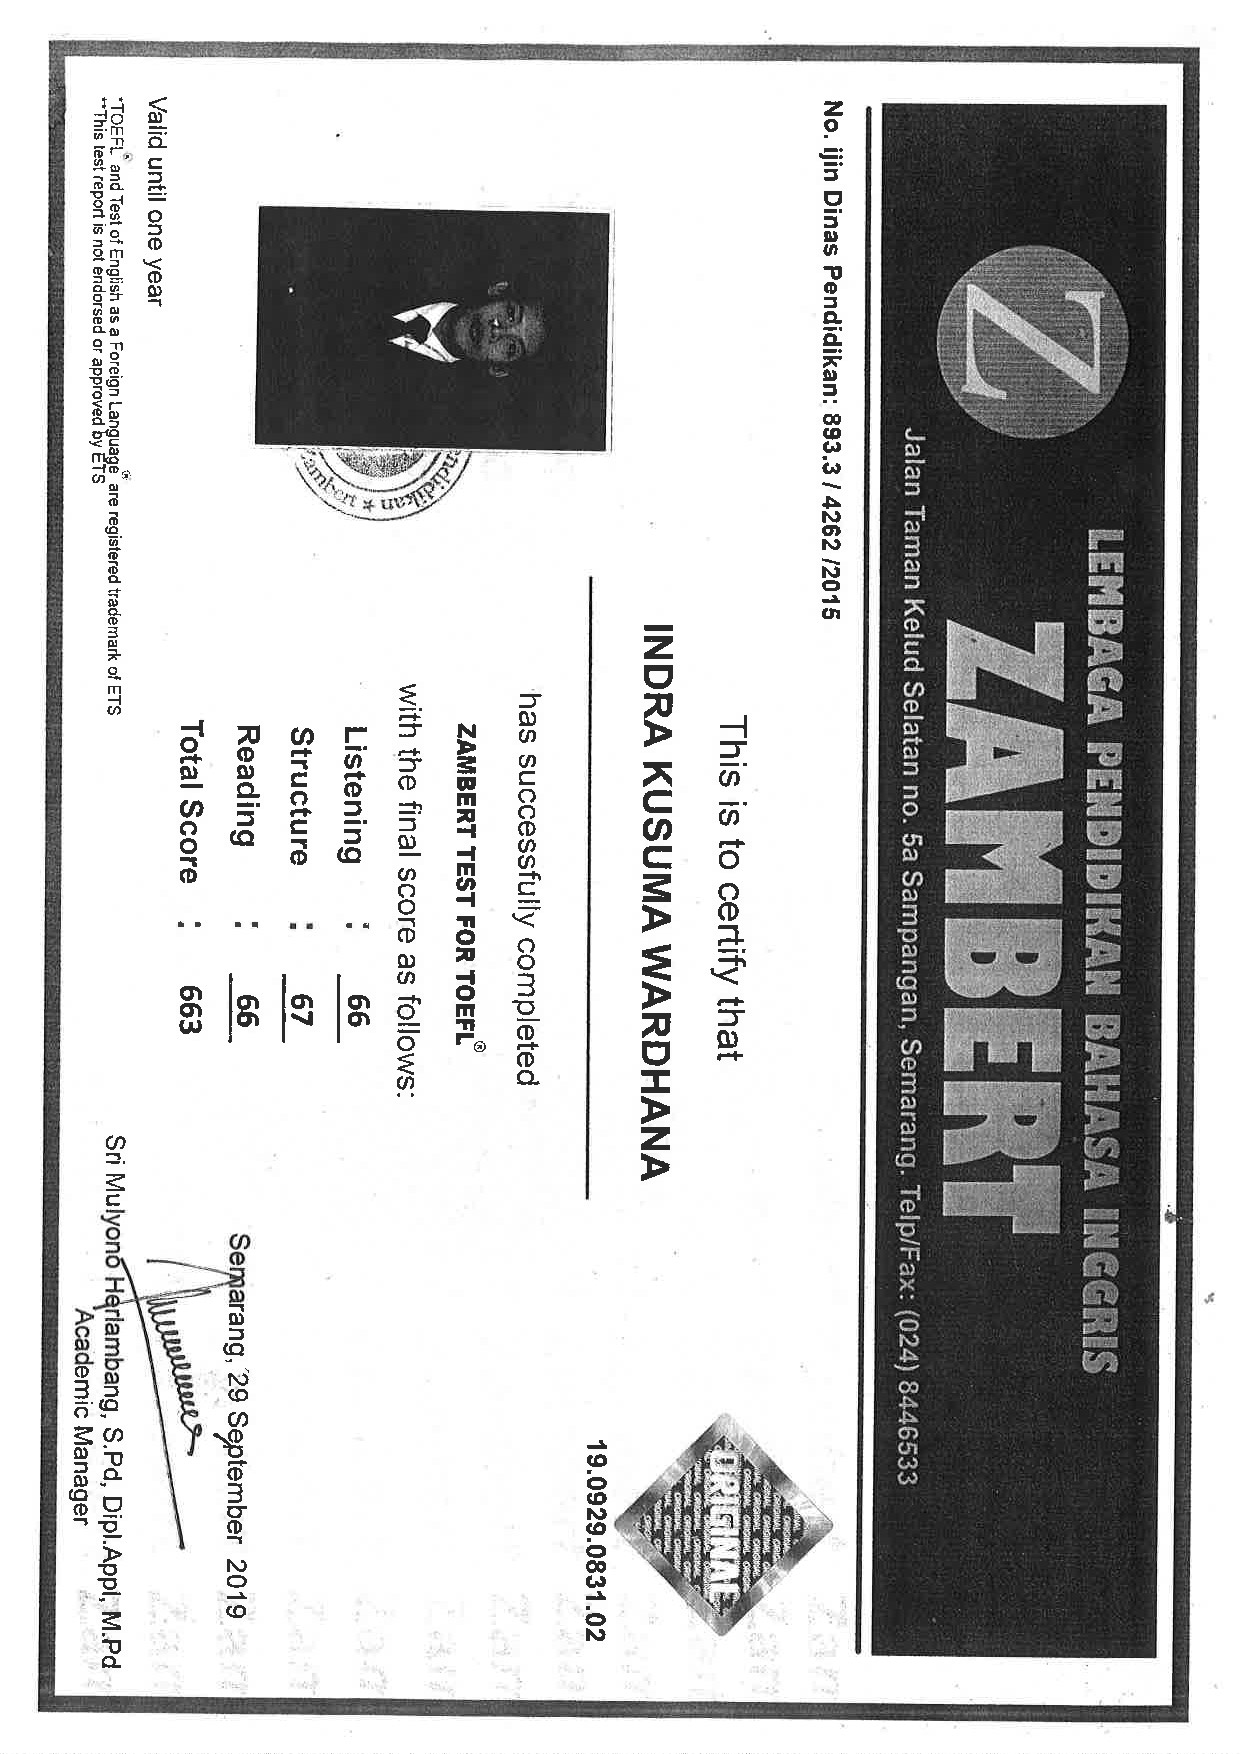 Z
LEMBAGA PENDIDIKAN BAHASA INGGRIS
ZAMBERT
Jalan Taman Kelud Selatan no. 5a Sampangan, Semarang. Telp/Fax: (024) 8446533
No. ijin Dinas Pendidikan: 893.3 / 4262 /2015
ORIGINAL
This is to certify that
INDRA KUSUMA WARDHANA
19.0929.0831.02
has successfully completed
ZAMBERT TEST FOR TOEFL®
with the final score as follows:
Listening : 66
Structure : 67
Reading : 66
Total Score : 663
ndidikan
ambert *
Semarang, 29 September 2019
Valid until one year
*TOEFL® and Test of English as a Foreign Language® are registered trademark of ETS
**This test report is not endorsed or approved by ETS
Sri Mulyono Herlambang, S.Pd, Dipl.Appl, M.Pd
Academic Manager